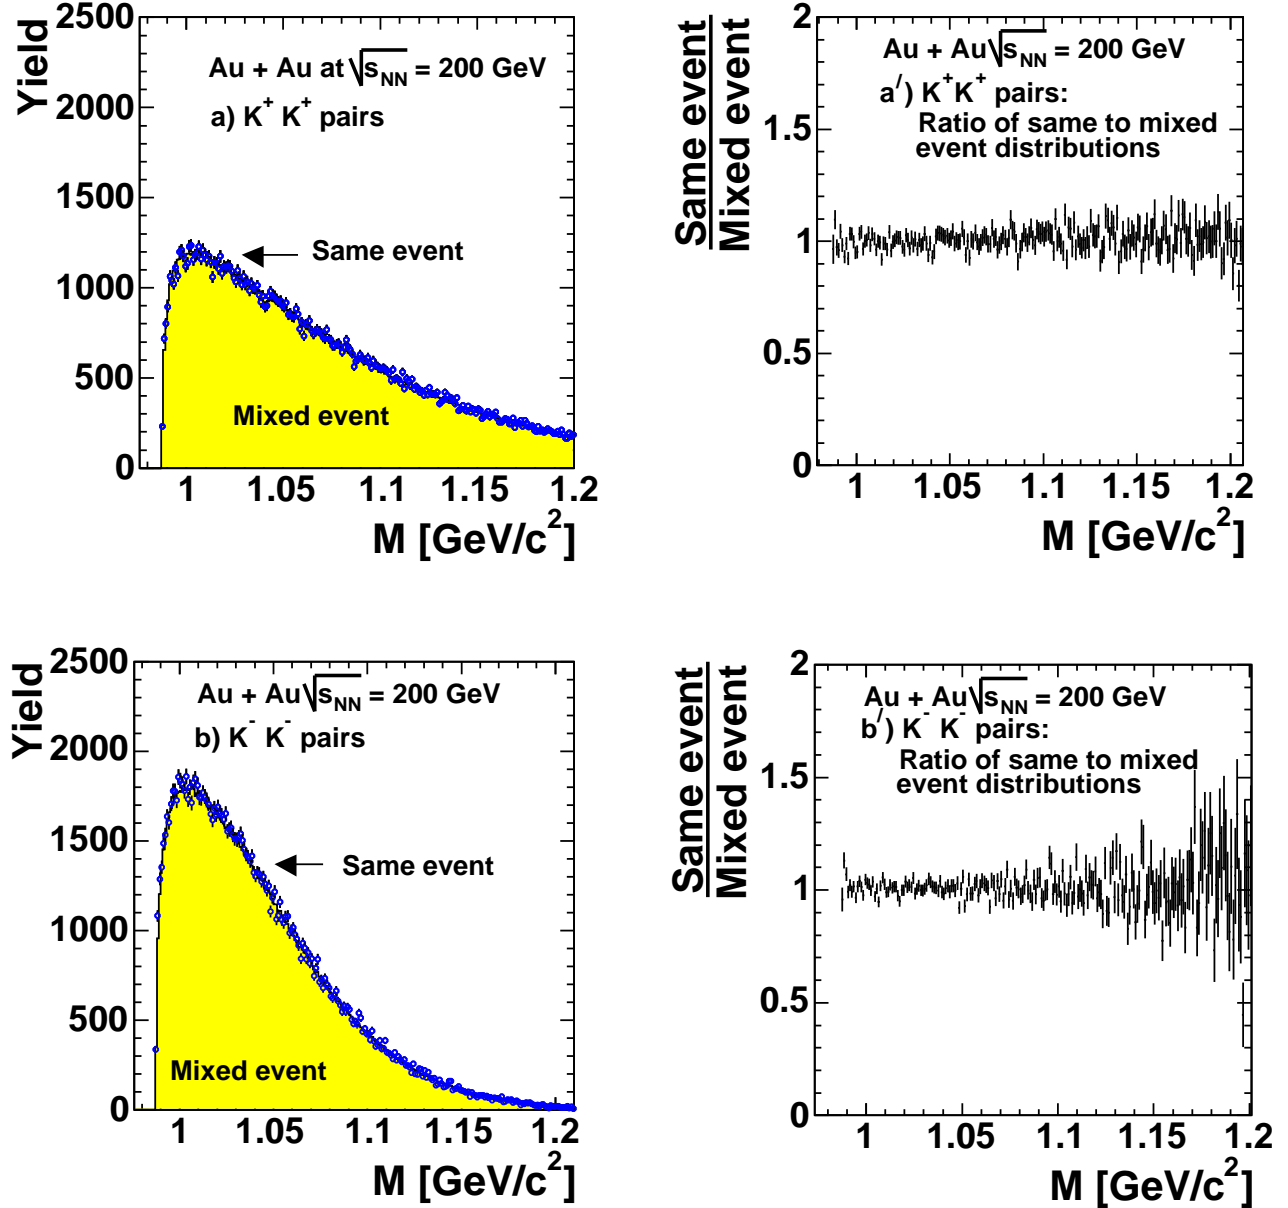 Yield
2500
2000
1500
1000
500
0
Au + Au at √sNN = 200 GeV
a) K+ K+ pairs
Same event
Mixed event
1 1.05 1.1 1.15 1.2
M [GeV/c2]
Same event
Mixed event
2
1.5
1
0.5
0
Au + Au √sNN = 200 GeV
a/) K+K+ pairs:
Ratio of same to mixed
event distributions
1 1.05 1.1 1.15 1.2
M [GeV/c2]
Yield
2500
2000
1500
1000
500
0
Au + Au √sNN = 200 GeV
b) K- K- pairs
Same event
Mixed event
1 1.05 1.1 1.15 1.2
M [GeV/c2]
Same event
Mixed event
2
1.5
1
0.5
0
Au + Au √sNN = 200 GeV
b/) K- K- pairs:
Ratio of same to mixed
event distributions
1 1.05 1.1 1.15 1.2
M [GeV/c2]